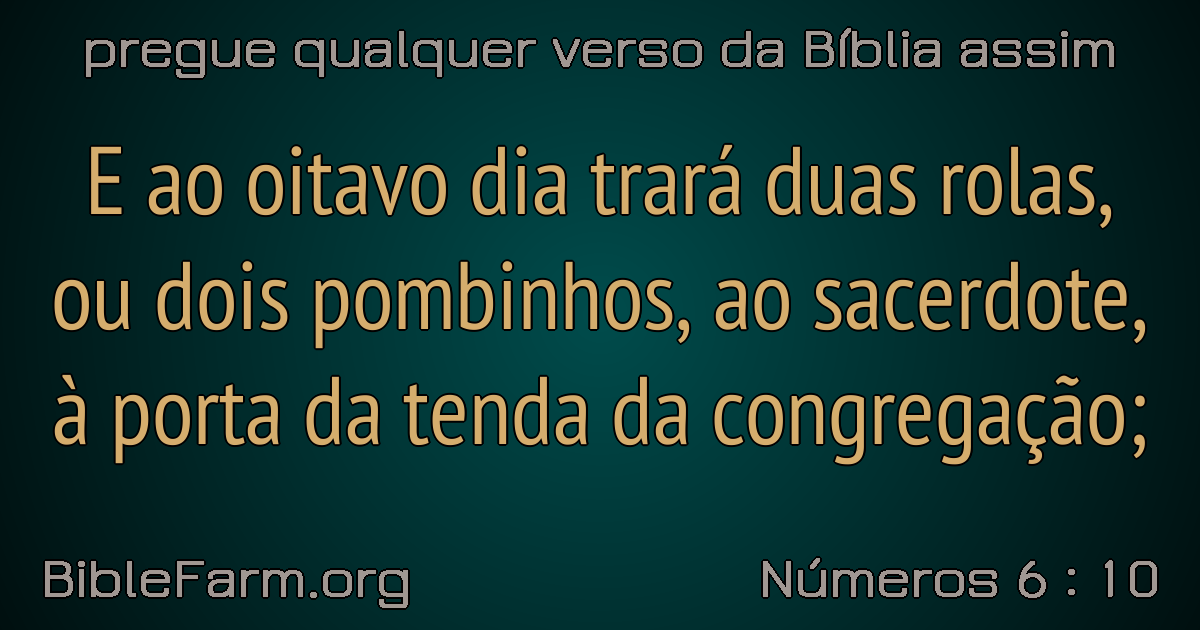 pregue qualquer verso da Bíblia assim
E ao oitavo dia trará duas rolas,
ou dois pombinhos, ao sacerdote,
à porta da tenda da congregação;
BibleFarm.org
Números 6 : 10